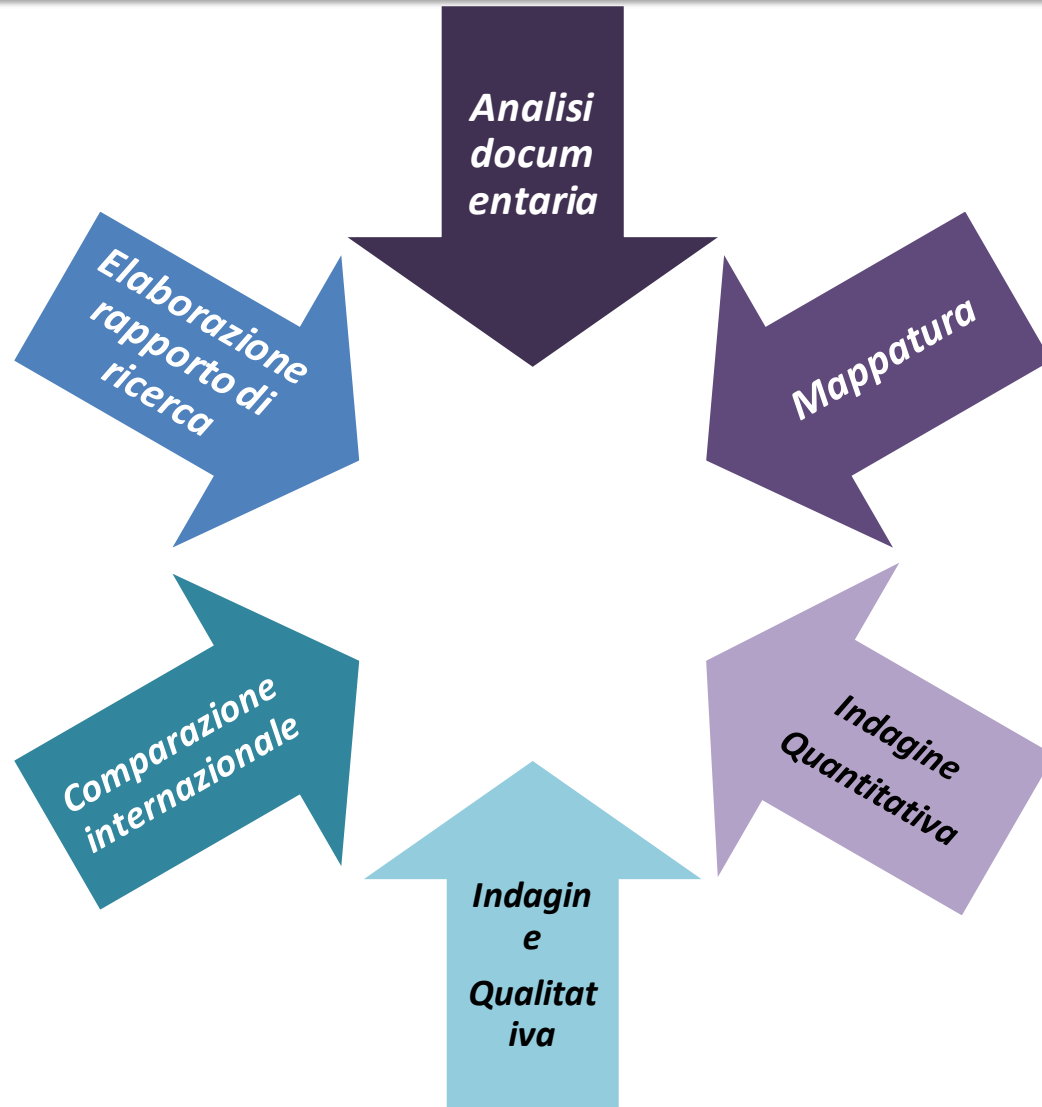 Analisi
docum
entaria
Mappatura
Indagine
Quantitativa
Indagin
e
Qualitat
iva
Comparazione
internazionale
Elaborazione
rapporto di
ricerca